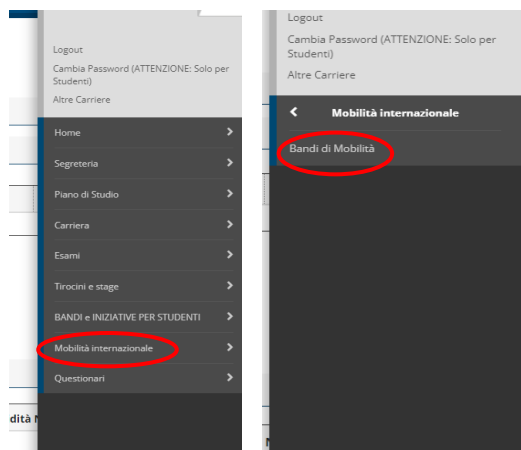 Logout
Cambia Password (ATTENZIONE: Solo per
Studenti)
Altre Carriere
Home
Segreteria
Piano di Studio
Carriera
Esami
Tirocini e stage
BANDI e INIZIATIVE PER STUDENTI
Mobilità internazionale
Questionari
dità
Logout
Cambia Password (ATTENZIONE: Solo per
Studenti)
Altre Carriere
Mobilità internazionale
Bandi di Mobilità